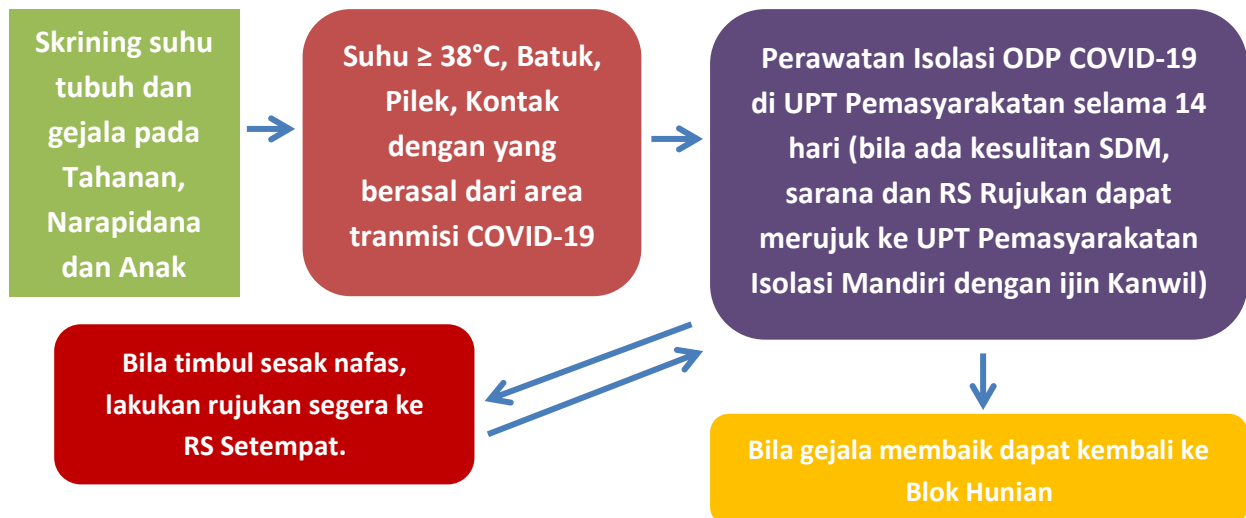 Skrining suhu
tubuh dan
gejala pada
Tahanan,
Narapidana
dan Anak
Suhu ≥ 38°C, Batuk,
Pilek, Kontak
dengan yang
berasal dari area
tranmisi COVID-19
Perawatan Isolasi ODP COVID-19
di UPT Pemasyarakatan selama 14
hari (bila ada kesulitan SDM,
sarana dan RS Rujukan dapat
merujuk ke UPT Pemasyarakatan
Isolasi Mandiri dengan ijin Kanwil)
Bila timbul sesak nafas,
lakukan rujukan segera ke
RS Setempat.
Bila gejala membaik dapat kembali ke
Blok Hunian